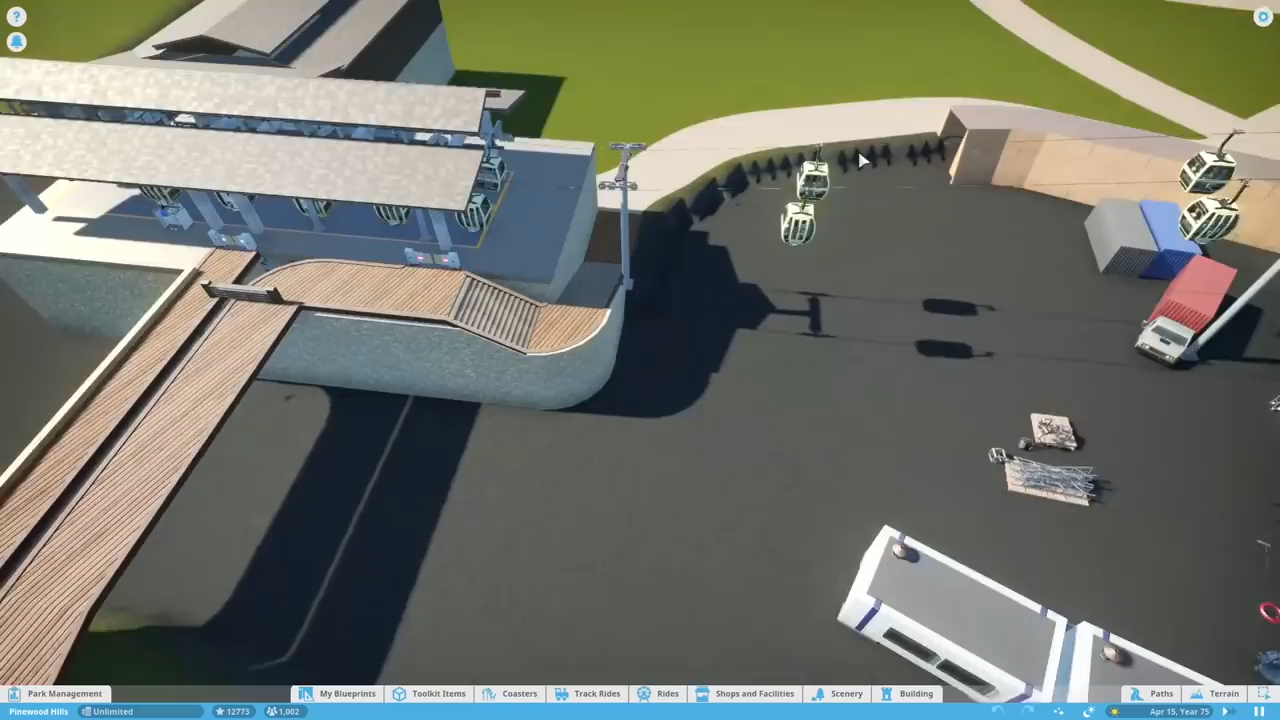 ?
Park Management
My Blueprints
Toolkit Items
Coasters
Track Rides
Rides
Shops and Facilities
Scenery
Building
Paths
Terrain
Pinewood Hills
Unlimited
12773
1,002
Apr 15, Year 75